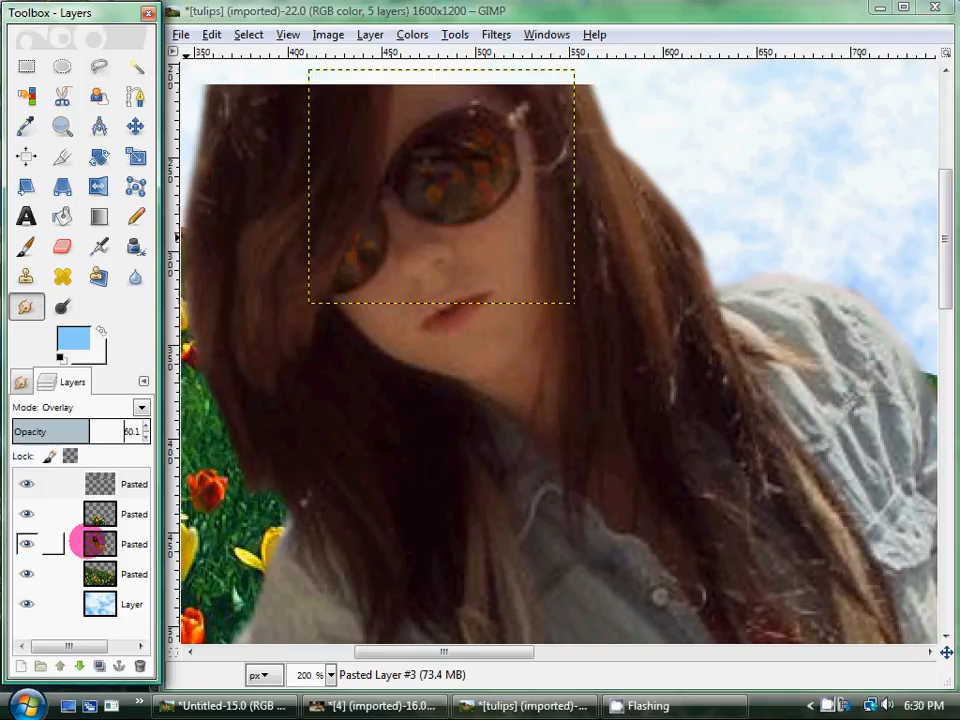 Toolbox - Layers
*[tulips] (imported)-22.0 (RGB color, 5 layers) 1600x1200 – GIMP
File Edit Select View Image Layer Colors Tools Filters Windows Help
350 400 450 500 550 600 650 700
Layers
Mode: Overlay
Opacity 60.1
Lock:
Pasted
Pasted
Pasted
Pasted
Layer
px 200 % Pasted Layer #3 (73.4 MB)
*Untitled-15.0 (RGB ... *[4] (imported)-16.0... *[tulips] (imported)-... Flashing 6:30 PM